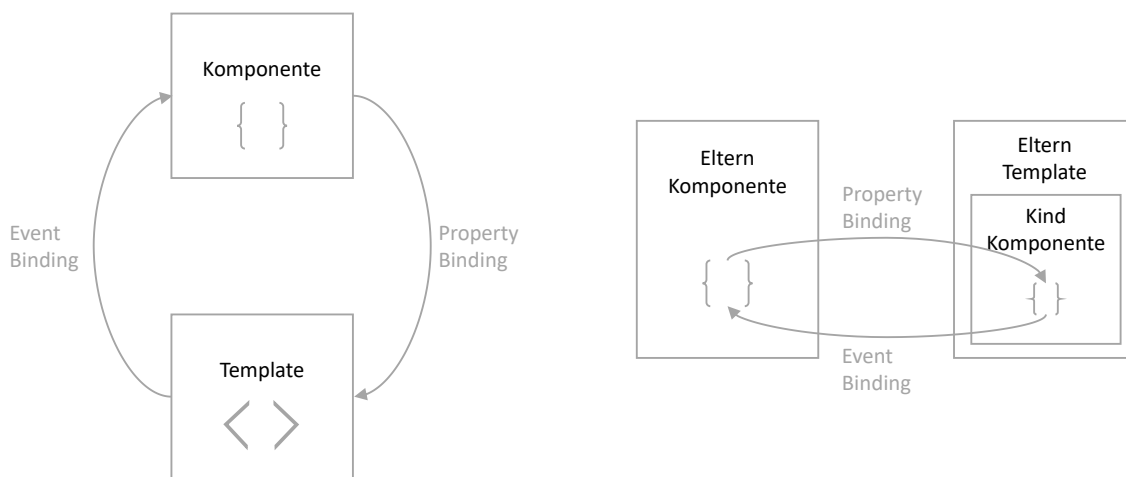 Komponente
{ }
Event
Binding
Property
Binding
Template
< >
Eltern
Komponente
{ }
Property
Binding
Event
Binding
Eltern
Template
Kind
Komponente
{ }